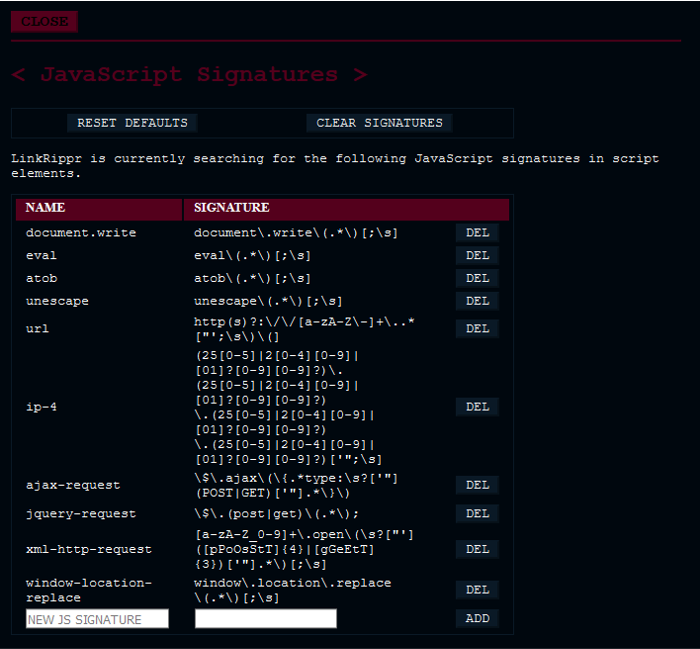 CLOSE
< JavaScript Signatures >
RESET DEFAULTS CLEAR SIGNATURES
LinkRippr is currently searching for the following JavaScript signatures in script
elements.
NAME SIGNATURE
document.write document\.write\(.*\)[;\s] DEL
eval eval\(.*\)[;\s] DEL
atob atob\(.*\)[;\s] DEL
unescape unescape\(.*\)[;\s] DEL
url http(s)?:\/\/[a-zA-Z\-]+\..*
["';\s\)\(] DEL
ip-4 (25[0-5]|2[0-4][0-9]|
[01]?[0-9][0-9]?)\.
(25[0-5]|2[0-4][0-9]|
[01]?[0-9][0-9]?)
\.(25[0-5]|2[0-4][0-9]|
[01]?[0-9][0-9]?)
\.(25[0-5]|2[0-4][0-9]|
[01]?[0-9][0-9]?)['";\s] DEL
ajax-request \$\.ajax\(\{.*type:\s?['"]
(POST|GET)['"].*\}\) DEL
jquery-request \$\.(post|get)\(.*\); DEL
xml-http-request [a-zA-Z_0-9]+\.open\(\s?["']
([pPoOsStT]{4}|[gGeEtT]
{3})['"].*\)[;\s] DEL
window-location- window\.location\.replace
replace \(.*\)[;\s] DEL
NEW JS SIGNATURE ADD